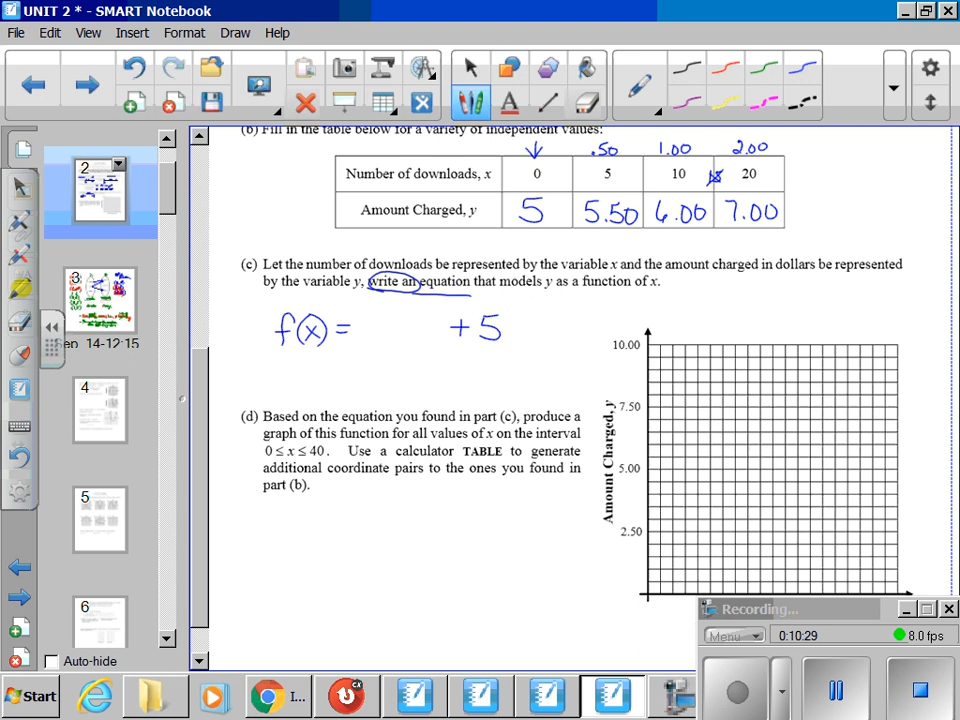 UNIT 2 * - SMART Notebook
File Edit View Insert Format Draw Help
(b) Fill in the table below for a variety of independent values:
.50 1.00 2.00
Number of downloads, x 0 5 10 20
Amount Charged, y 5 5.50 6.00 7.00
(c) Let the number of downloads be represented by the variable x and the amount charged in dollars be represented
by the variable y, write an equation that models y as a function of x.
f(x) = + 5
(d) Based on the equation you found in part (c), produce a
graph of this function for all values of x on the interval
0 ≤ x ≤ 40. Use a calculator TABLE to generate
additional coordinate pairs to the ones you found in
part (b).
10.00
7.50
5.00
2.50
Amount Charged, y
2
3
Sep 14-12:15
4
5
6
Auto-hide
Recording...
Menu 0:10:29 8.0 fps
Start I...